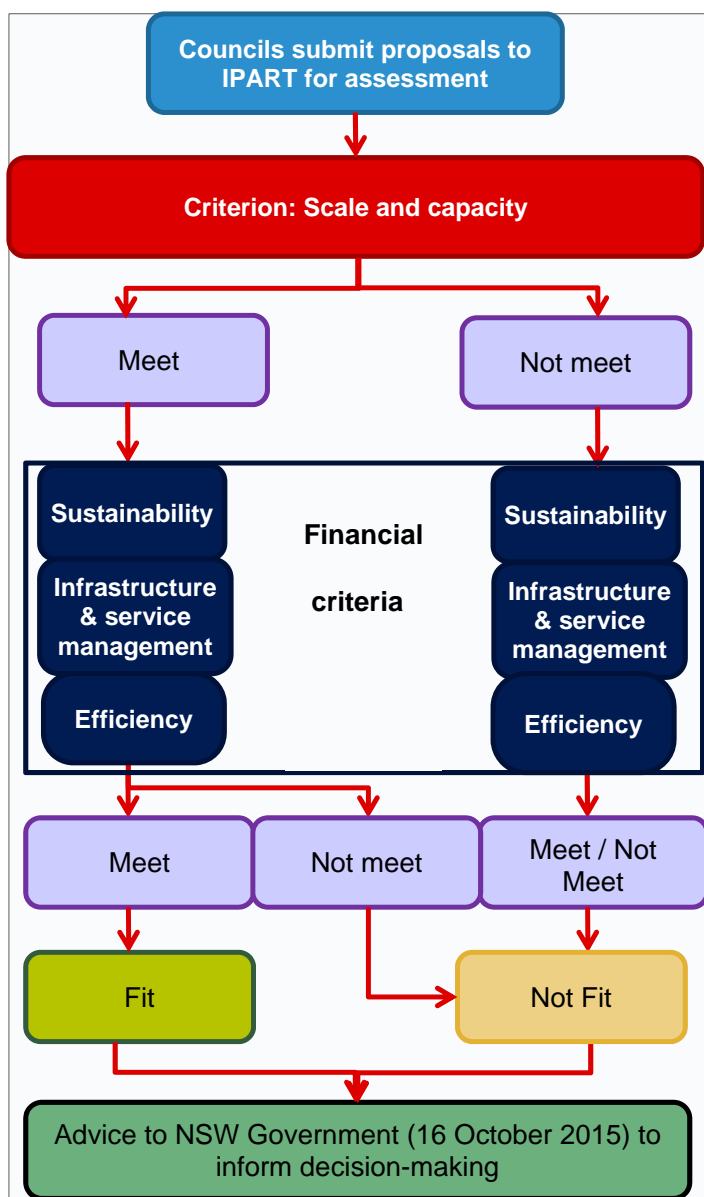 Councils submit proposals to
IPART for assessment
Criterion: Scale and capacity
Meet
Not meet
Sustainability
Infrastructure
& service
management
Efficiency
Financial
criteria
Sustainability
Infrastructure
& service
management
Efficiency
Meet
Not meet
Meet / Not
Meet
Fit
Not Fit
Advice to NSW Government (16 October 2015) to
inform decision-making